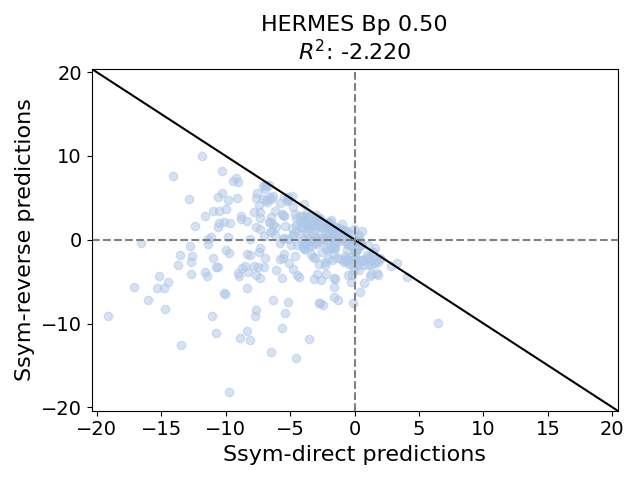 HERMES Bp 0.50
R²: -2.220
20
10
0
−10
−20
Ssym-reverse predictions
−20 −15 −10 −5 0 5 10 15 20
Ssym-direct predictions